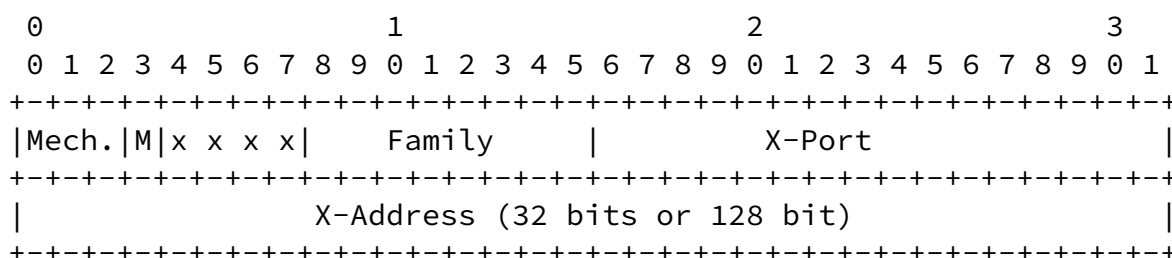 0                   1                   2                   3
 0 1 2 3 4 5 6 7 8 9 0 1 2 3 4 5 6 7 8 9 0 1 2 3 4 5 6 7 8 9 0 1
+-+-+-+-+-+-+-+-+-+-+-+-+-+-+-+-+-+-+-+-+-+-+-+-+-+-+-+-+-+-+-+-+
|Mech.|M|x x x x|    Family     |         X-Port                |
+-+-+-+-+-+-+-+-+-+-+-+-+-+-+-+-+-+-+-+-+-+-+-+-+-+-+-+-+-+-+-+-+
|                X-Address (32 bits or 128 bit)                 |
+-+-+-+-+-+-+-+-+-+-+-+-+-+-+-+-+-+-+-+-+-+-+-+-+-+-+-+-+-+-+-+-+